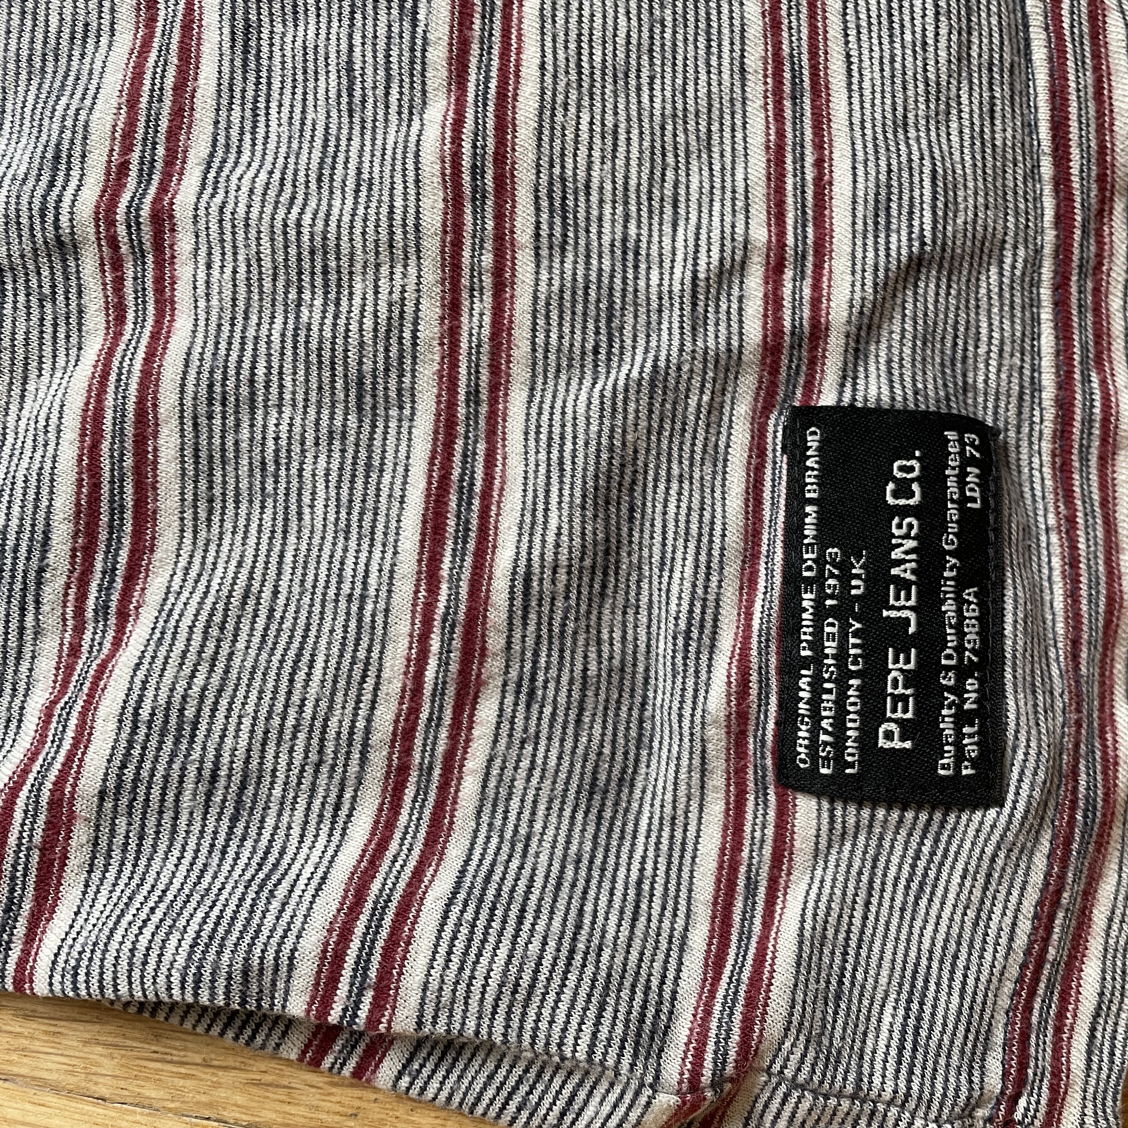 ORIGINAL PRIME DENIM BRAND
ESTABLISHED 1973
LONDON CITY - U.K.
PEPE JEANS CO.
Quality & Durability Guaranteed
Patt. No. 7986A LDN 73